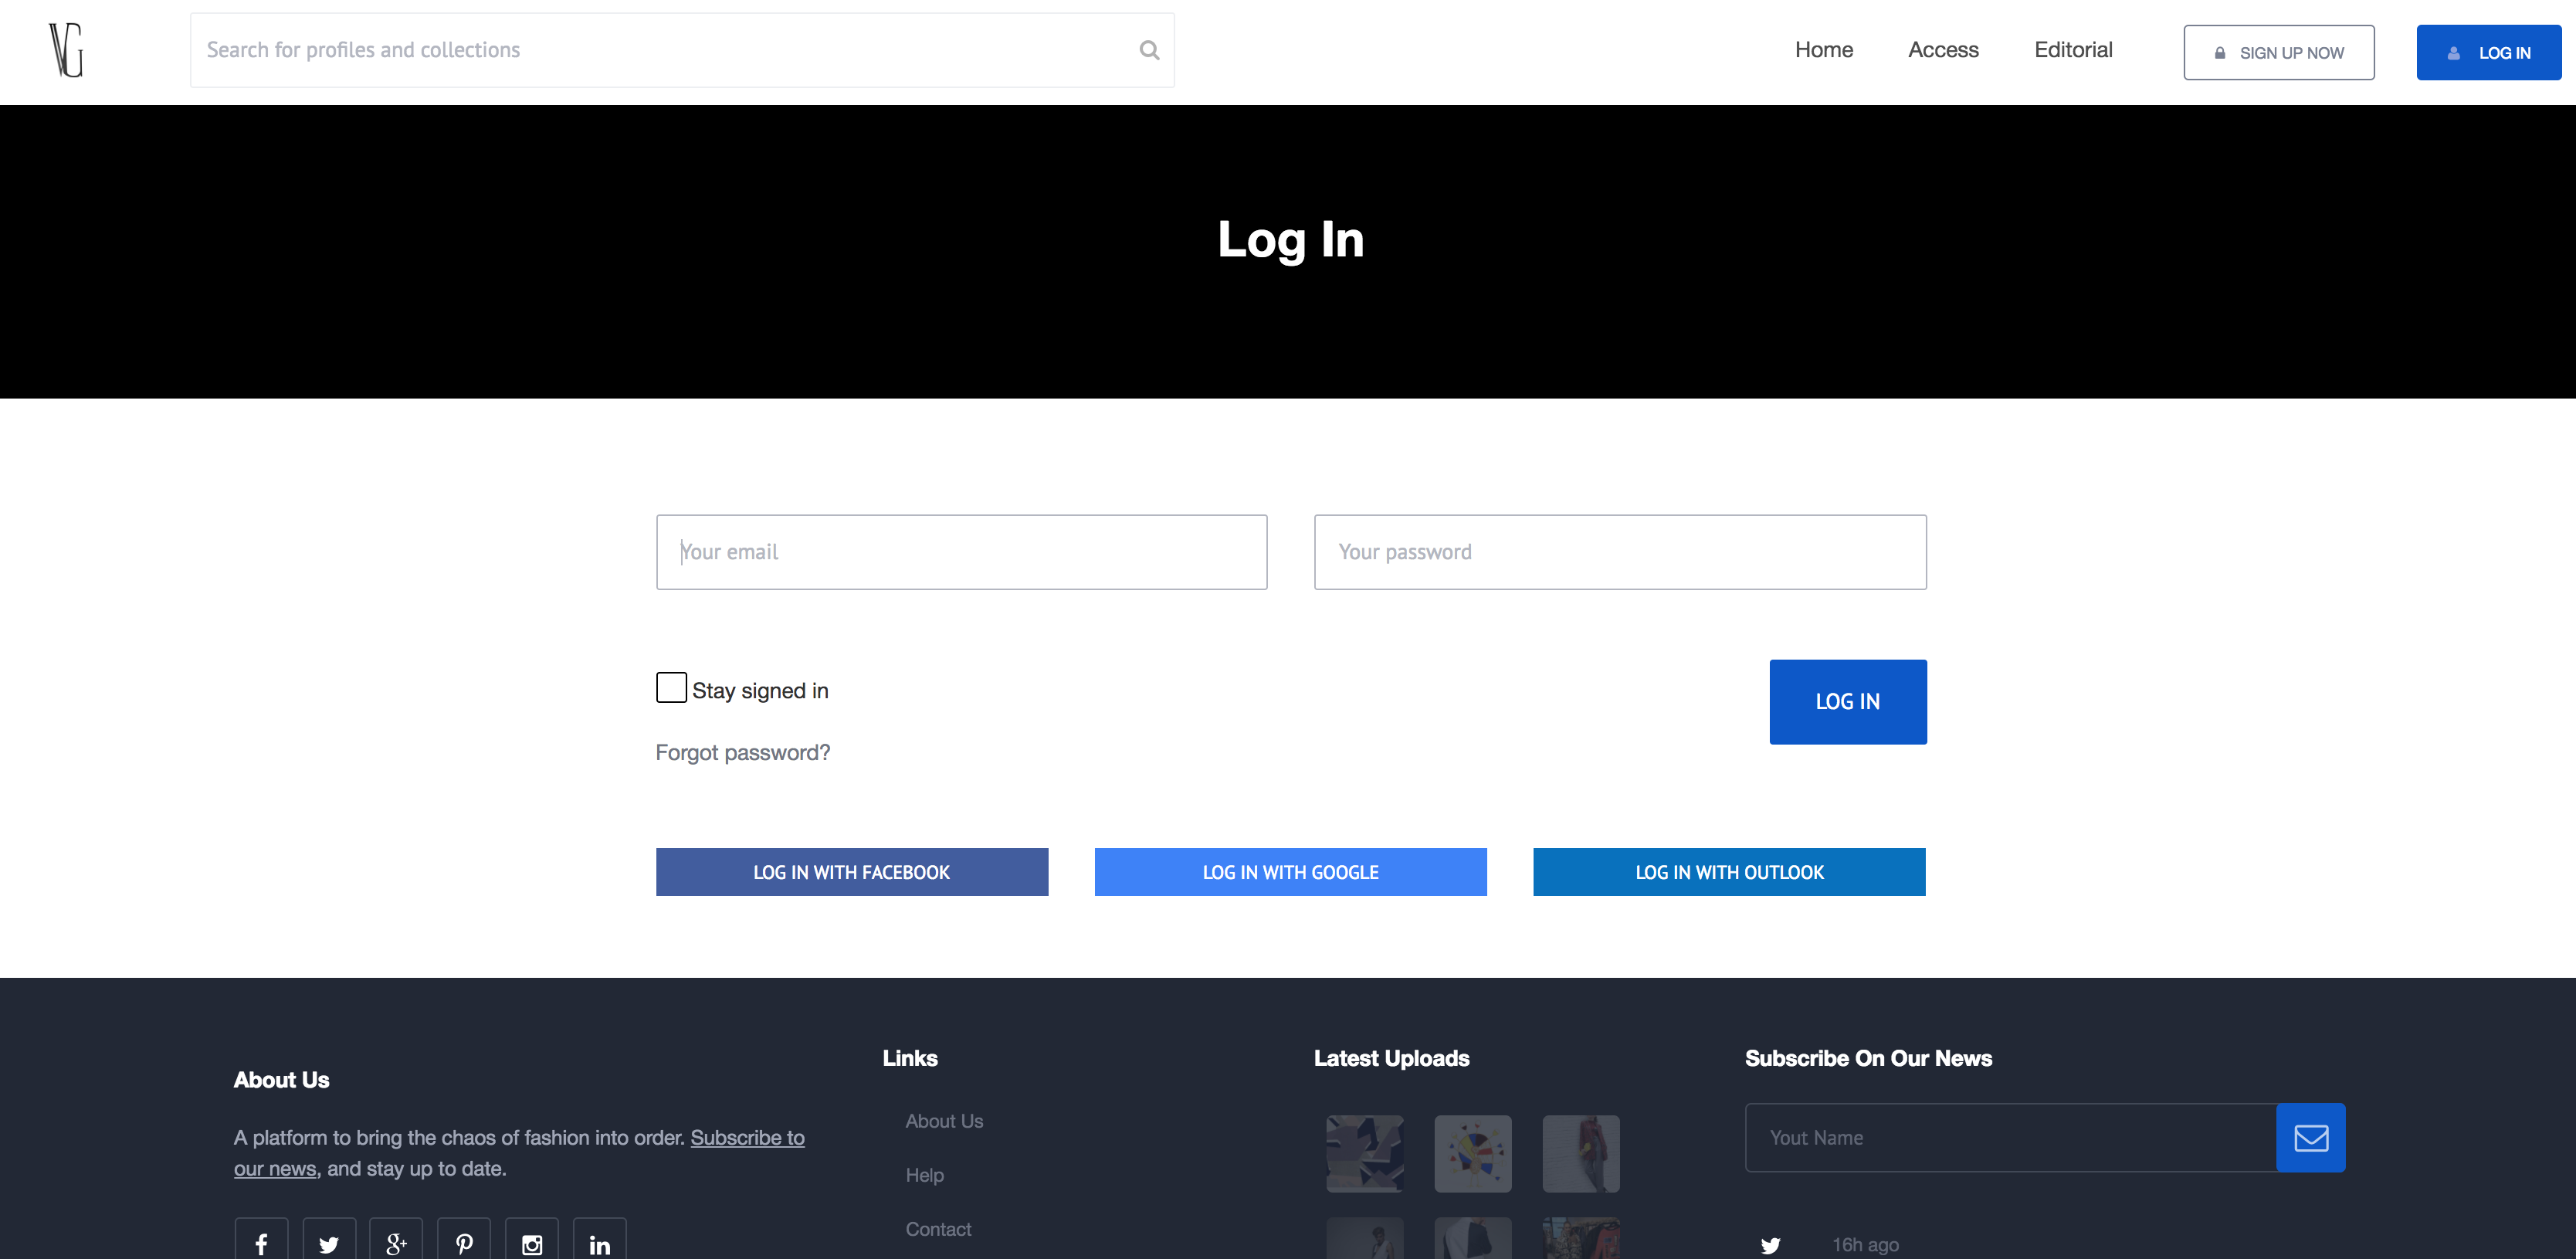 VG
Search for profiles and collections
Home
Access
Editorial
SIGN UP NOW
LOG IN
Log In
Your email
Your password
Stay signed in
LOG IN
Forgot password?
LOG IN WITH FACEBOOK
LOG IN WITH GOOGLE
LOG IN WITH OUTLOOK
About Us
A platform to bring the chaos of fashion into order. Subscribe to
our news, and stay up to date.
Links
About Us
Help
Contact
Latest Uploads
Subscribe On Our News
Yout Name
16h ago